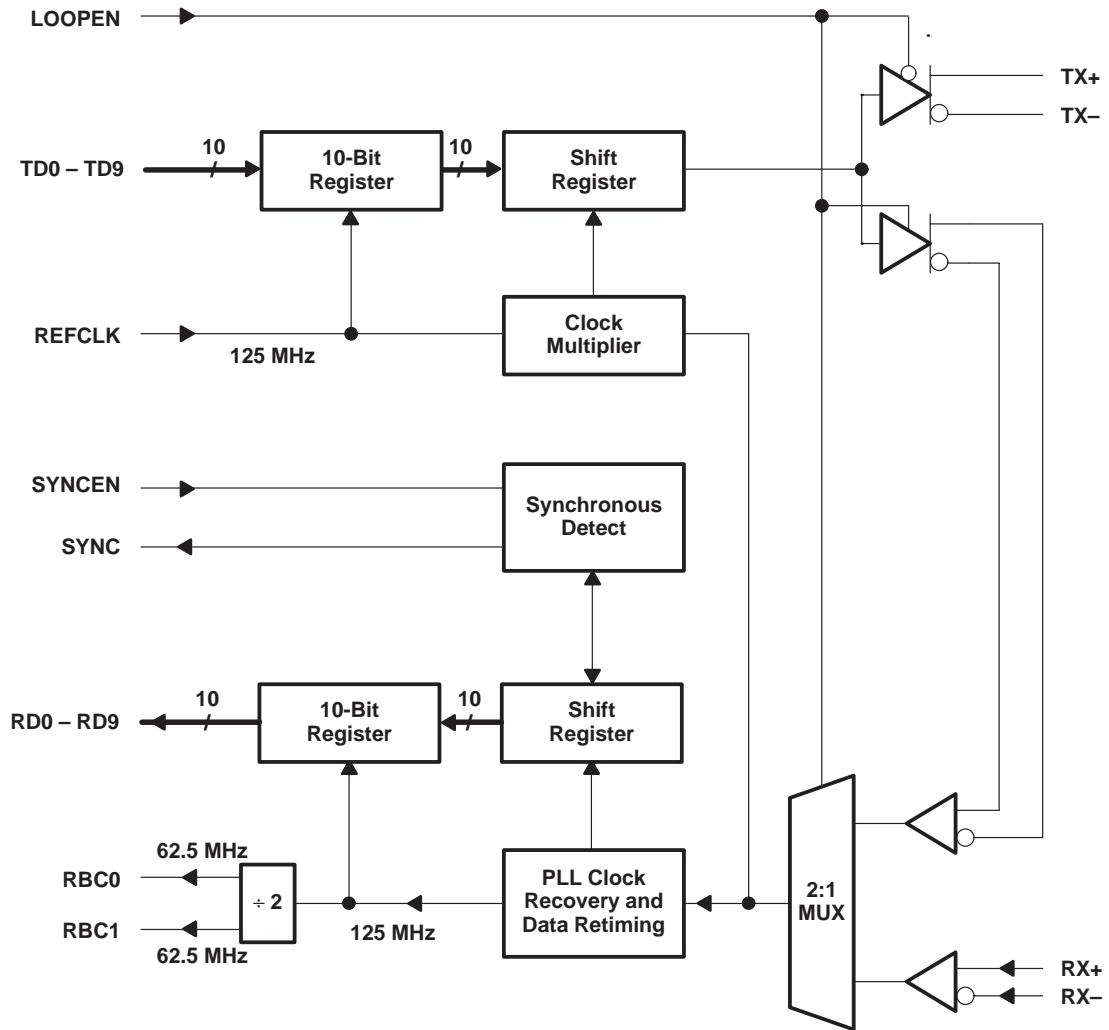 LOOPEN
TX+
TX–
TD0 – TD9
10
10-Bit
Register
10
Shift
Register
REFCLK
125 MHz
Clock
Multiplier
SYNCEN
SYNC
Synchronous
Detect
RD0 – RD9
10
10-Bit
Register
10
Shift
Register
RBC0
62.5 MHz
RBC1
62.5 MHz
÷ 2
125 MHz
PLL Clock
Recovery and
Data Retiming
2:1
MUX
RX+
RX–